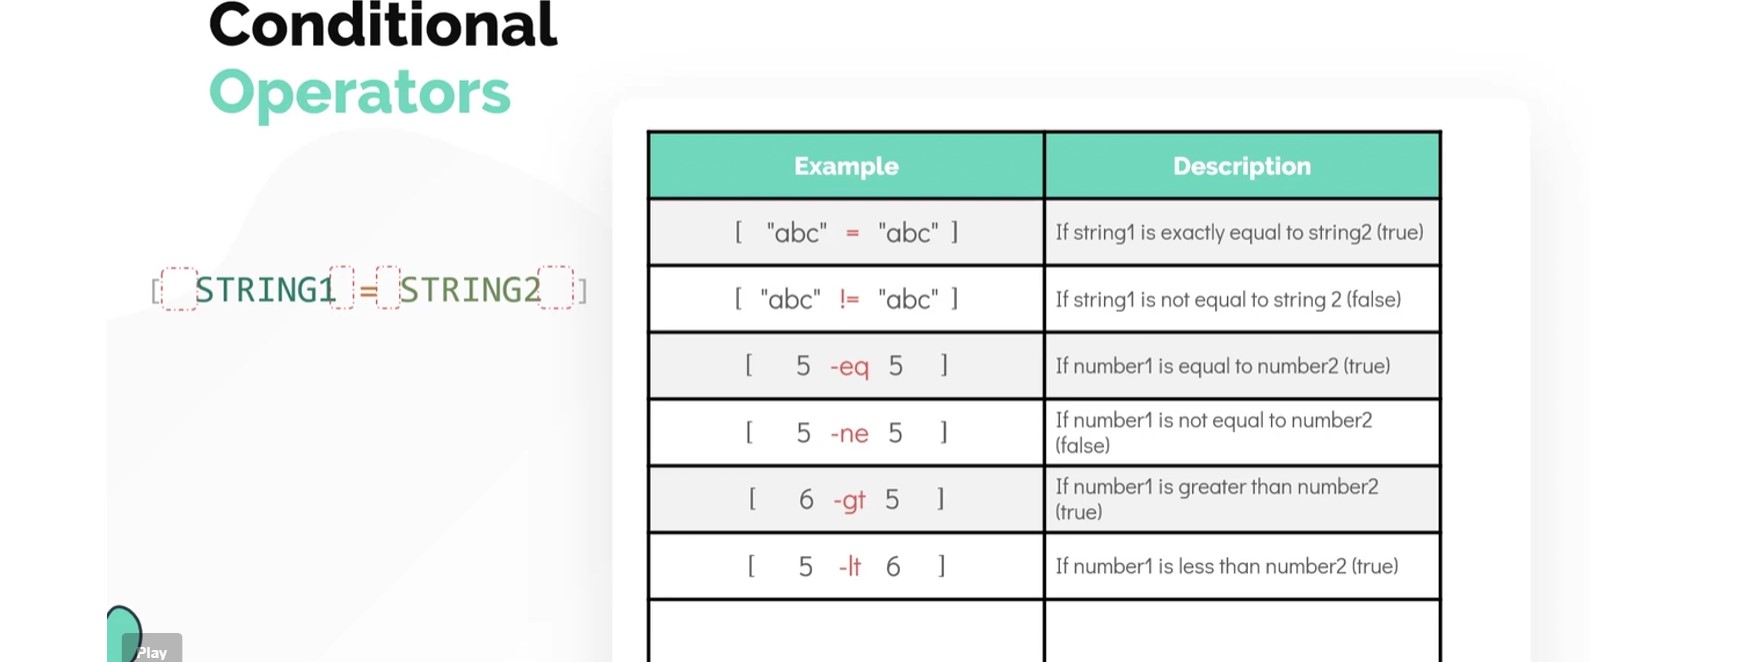 Conditional
Operators
[ STRING1 = STRING2 ]
Example Description
[ "abc" = "abc" ] If string1 is exactly equal to string2 (true)
[ "abc" != "abc" ] If string1 is not equal to string 2 (false)
[ 5 -eq 5 ] If number1 is equal to number2 (true)
[ 5 -ne 5 ] If number1 is not equal to number2
(false)
[ 6 -gt 5 ] If number1 is greater than number2
(true)
[ 5 -lt 6 ] If number1 is less than number2 (true)
Play